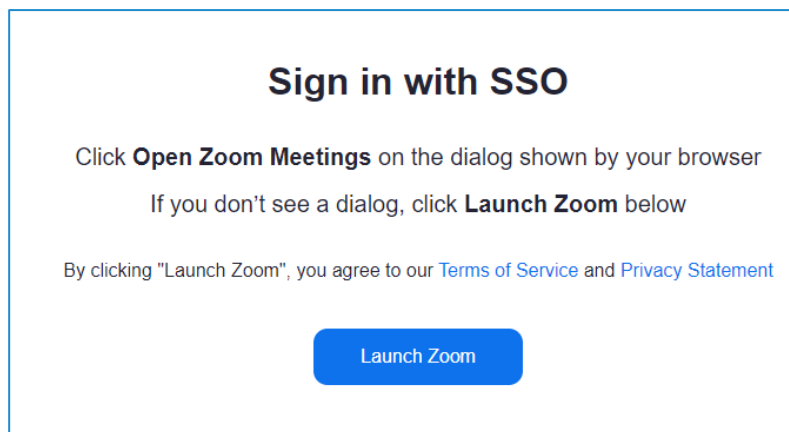 Sign in with SSO
Click Open Zoom Meetings on the dialog shown by your browser
If you don’t see a dialog, click Launch Zoom below
By clicking "Launch Zoom", you agree to our Terms of Service and Privacy Statement
Launch Zoom